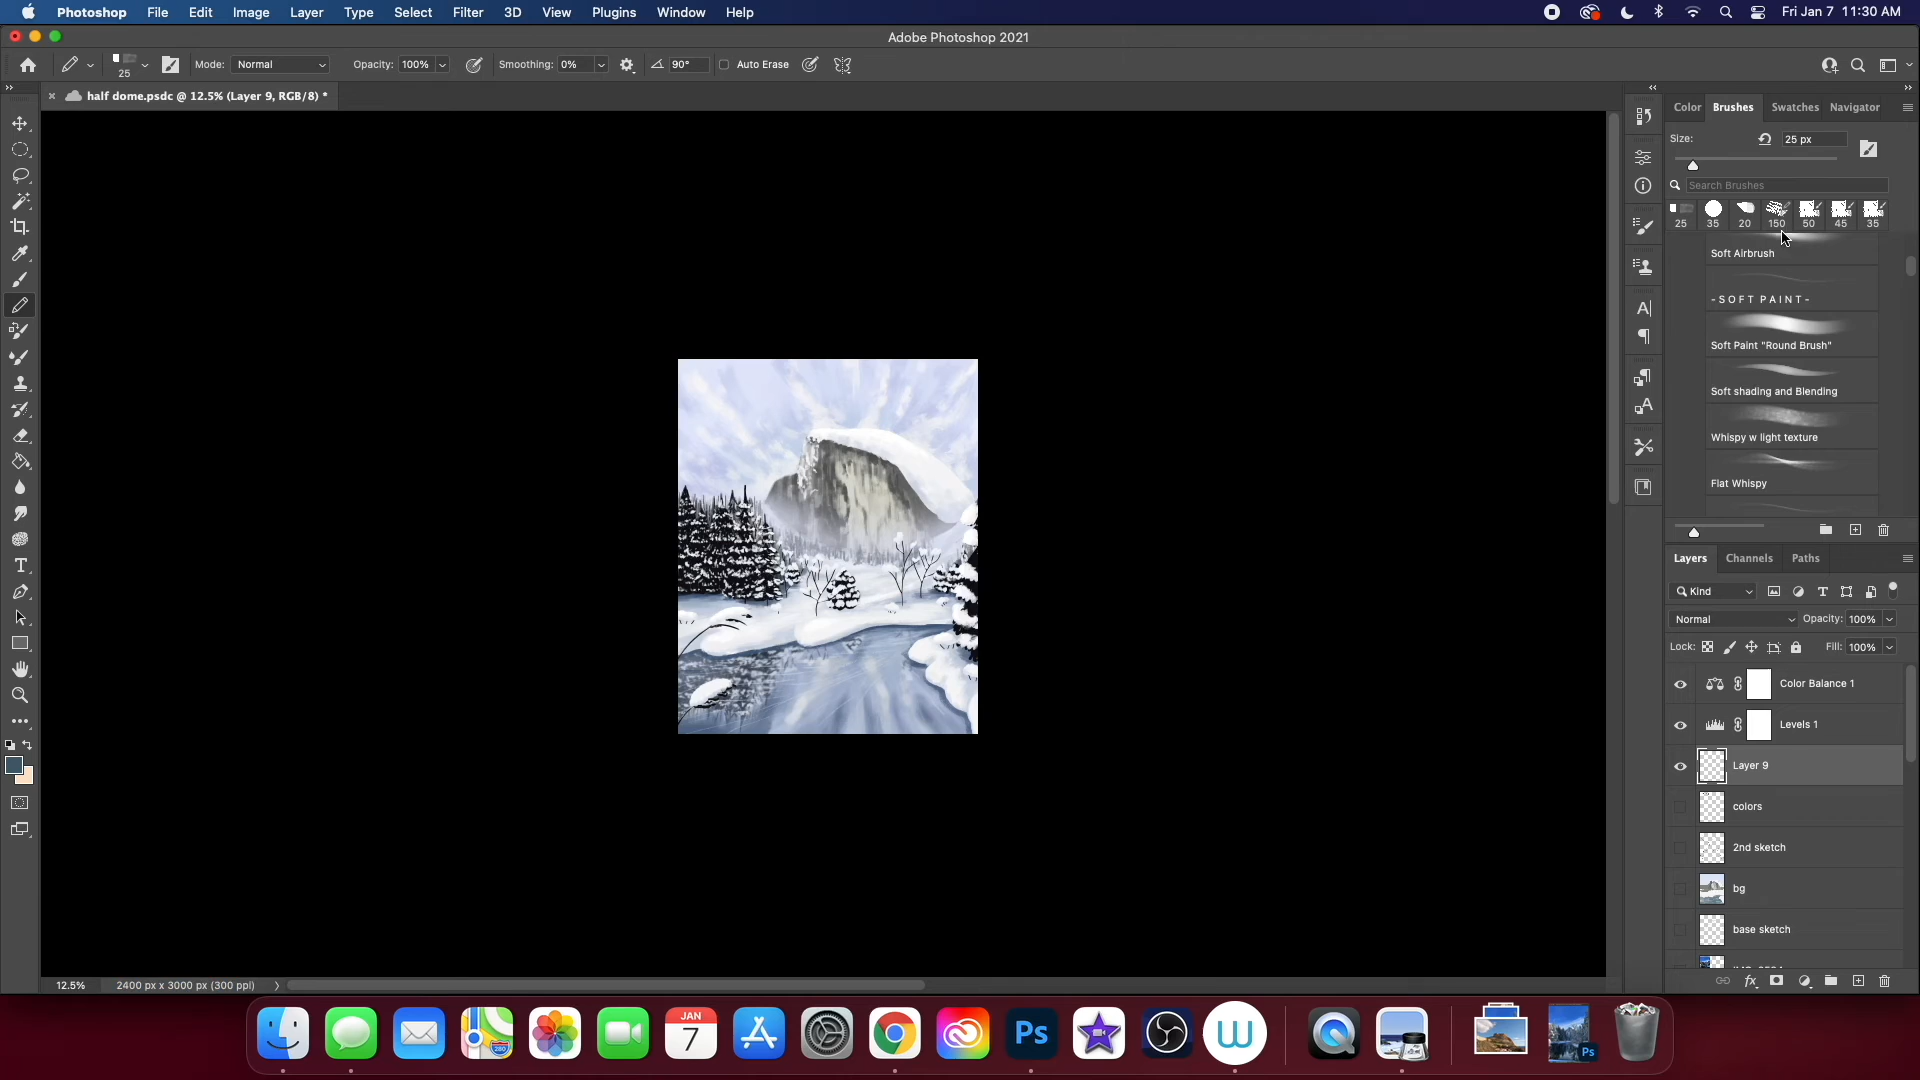 Photoshop File Edit Image Layer Type Select Filter 3D View Plugins Window Help Fri Jan 7 11:30 AM
Adobe Photoshop 2021
25 Mode: Normal Opacity: 100% Smoothing: 0% 90° Auto Erase
half dome.psdc @ 12.5% (Layer 9, RGB/8) *
Color Brushes Swatches Navigator
Size: 25 px
Search Brushes
25 35 20 150 50 45 35
Soft Airbrush
- S O F T P A I N T -
Soft Paint "Round Brush"
Soft shading and Blending
Whispy w light texture
Flat Whispy
Layers Channels Paths
Kind
Normal Opacity: 100%
Lock: Fill: 100%
Color Balance 1
Levels 1
Layer 9
colors
2nd sketch
bg
base sketch
12.5% 2400 px x 3000 px (300 ppi)
JAN
7
280
Ps
W
Ps